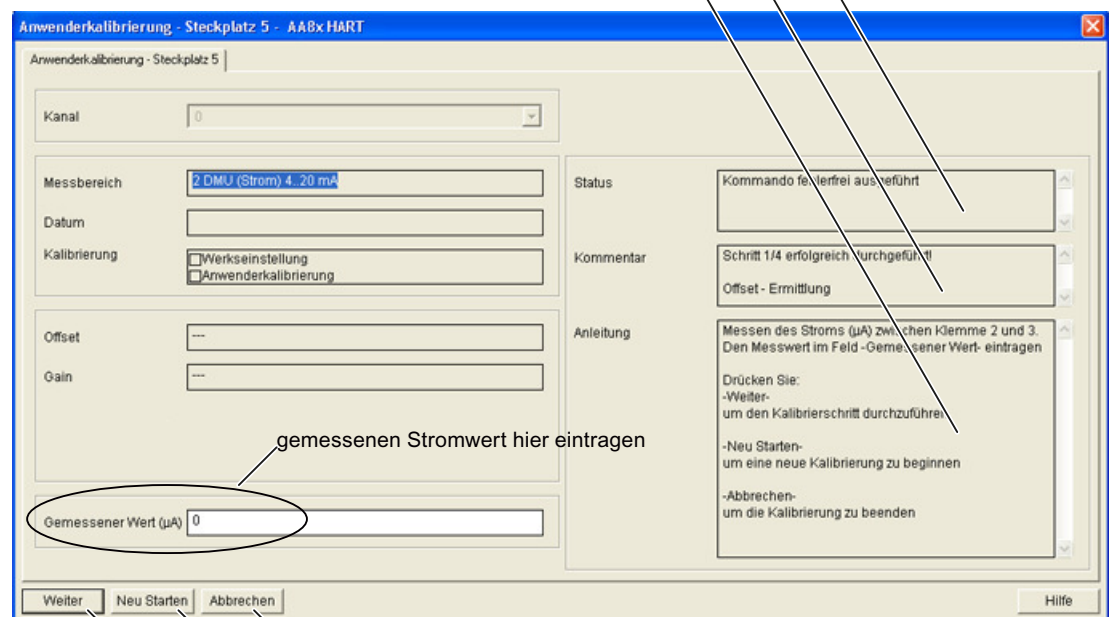 Anwenderkalibrierung - Steckplatz 5 - AA8x HART
Anwenderkalibrierung - Steckplatz 5
Kanal
0
Messbereich
2 DMU (Strom) 4..20 mA
Datum
Kalibrierung
Werkseinstellung
Anwenderkalibrierung
Offset
---
Gain
---
gemessenen Stromwert hier eintragen
Gemessener Wert (µA)
0
Status
Kommando fehlerfrei ausgeführt
Kommentar
Schritt 1/4 erfolgreich durchgeführt!
Offset - Ermittlung
Anleitung
Messen des Stroms (µA) zwischen Klemme 2 und 3.
Den Messwert im Feld -Gemessener Wert- eintragen
Drücken Sie:
-Weiter-
um den Kalibrierschritt durchzuführen
-Neu Starten-
um eine neue Kalibrierung zu beginnen
-Abbrechen-
um die Kalibrierung zu beenden
Weiter
Neu Starten
Abbrechen
Hilfe